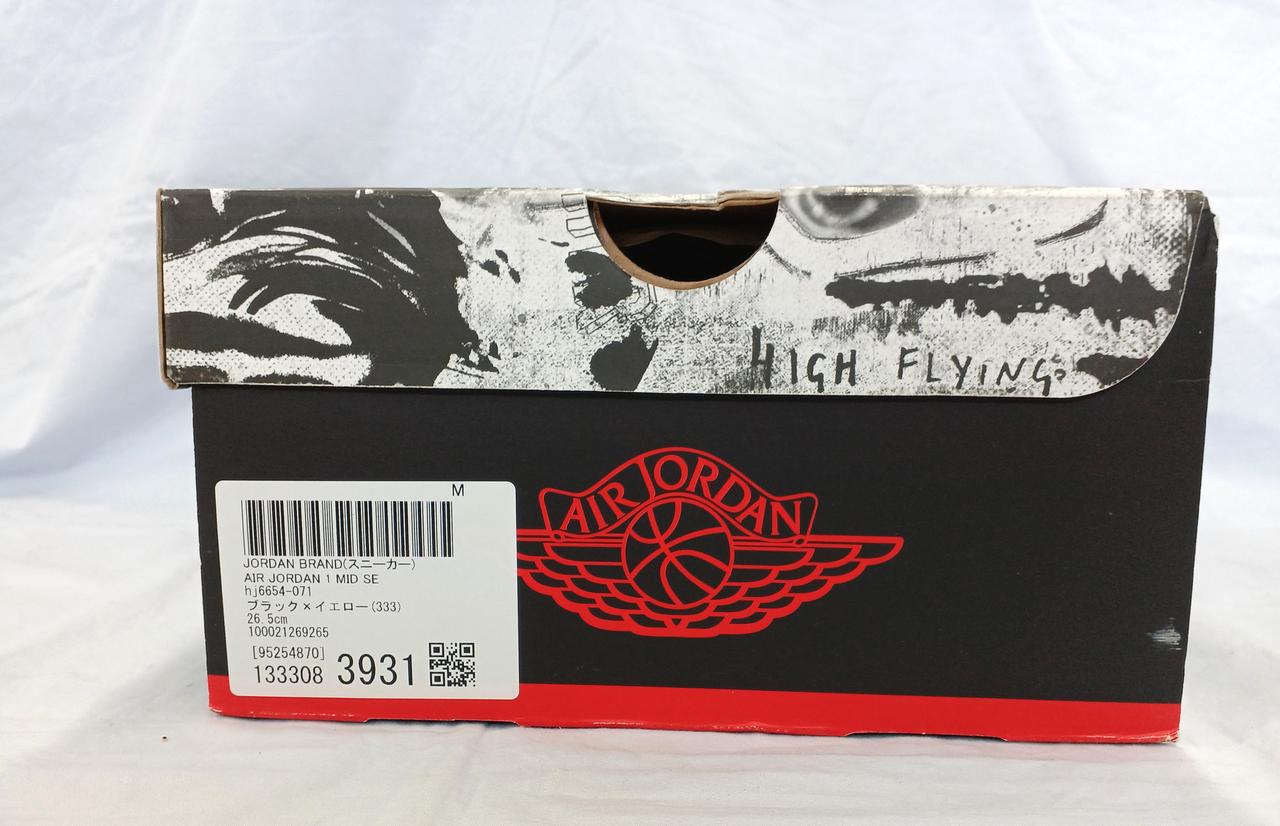 HIGH FLYING
AIR JORDAN
M
JORDAN BRAND(スニーカー)
AIR JORDAN 1 MID SE
hj6654-071
ブラック×イエロー(333)
26.5cm
100021269265
[95254870]
133308 3931